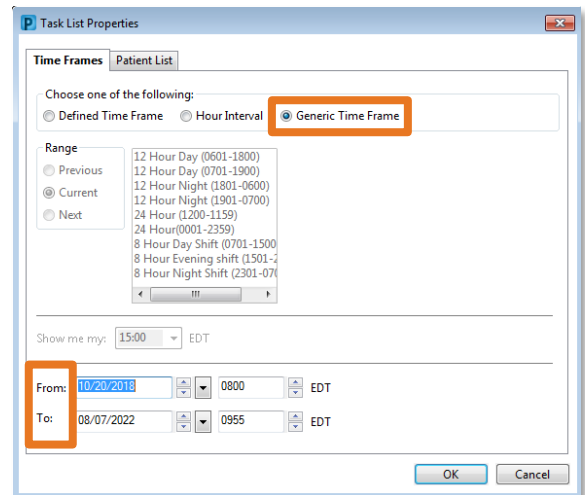 P Task List Properties
Time Frames Patient List
Choose one of the following:
Defined Time Frame Hour Interval Generic Time Frame
Range
Previous
Current
Next
12 Hour Day (0601-1800)
12 Hour Day (0701-1900)
12 Hour Night (1801-0600)
12 Hour Night (1901-0700)
24 Hour (1200-1159)
24 Hour(0001-2359)
8 Hour Day Shift (0701-1500
8 Hour Evening shift (1501-2
8 Hour Night Shift (2301-070
Show me my: 15:00 EDT
From: 10/20/2018 0800 EDT
To: 08/07/2022 0955 EDT
OK Cancel